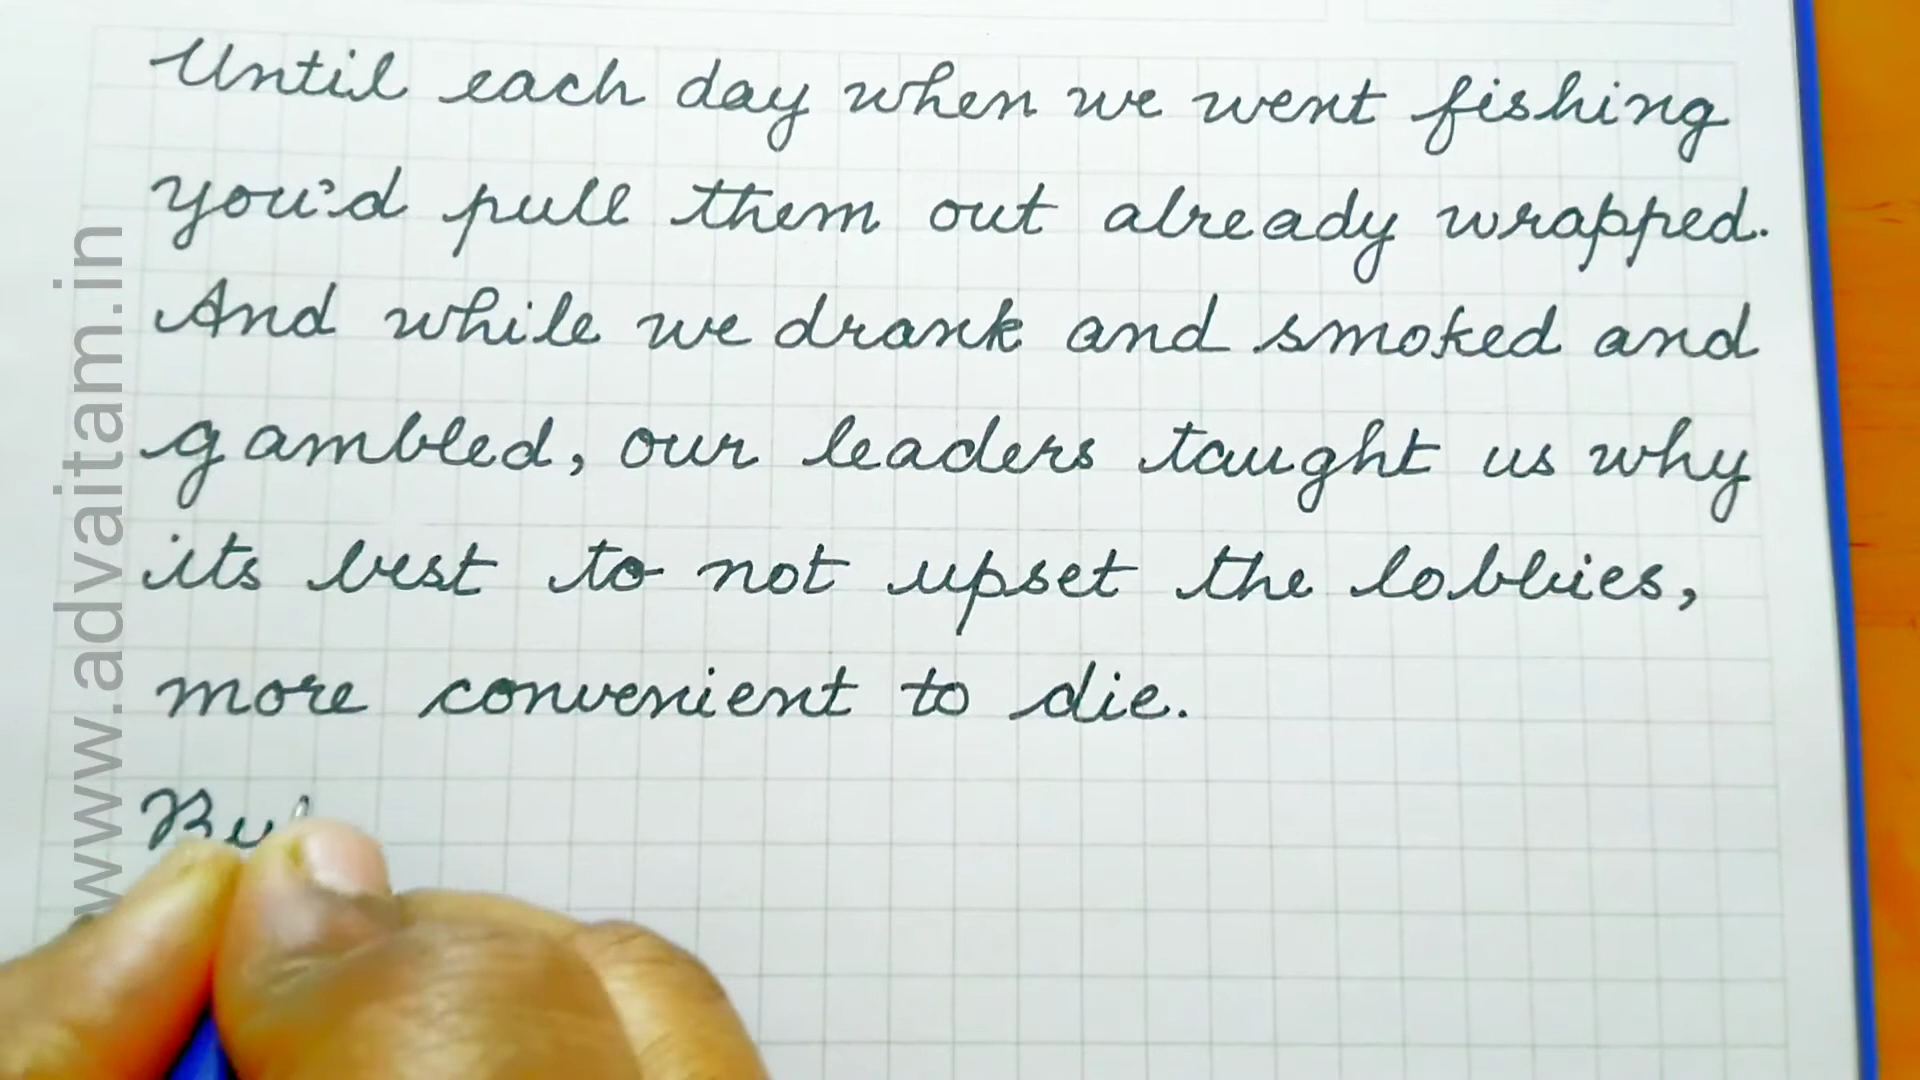 Until each day when we went fishing
you'd pull them out already wrapped.
And while we drank and smoked and
gambled, our leaders taught us why
its best to not upset the lobbies,
more convenient to die.
www.advaitam.in